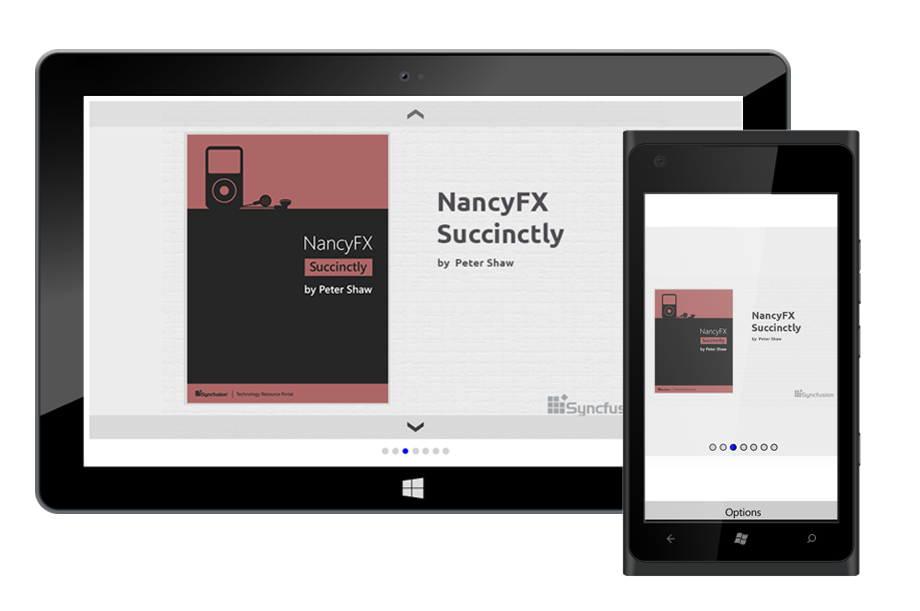 NancyFX
Succinctly
by Peter Shaw
Syncfusion | Technology Resource Portal
NancyFX
Succinctly
by Peter Shaw
Syncfus
NancyFX
Succinctly
by Peter Shaw
NancyFX
Succinctly
by Peter Shaw
Syncfusion
Options